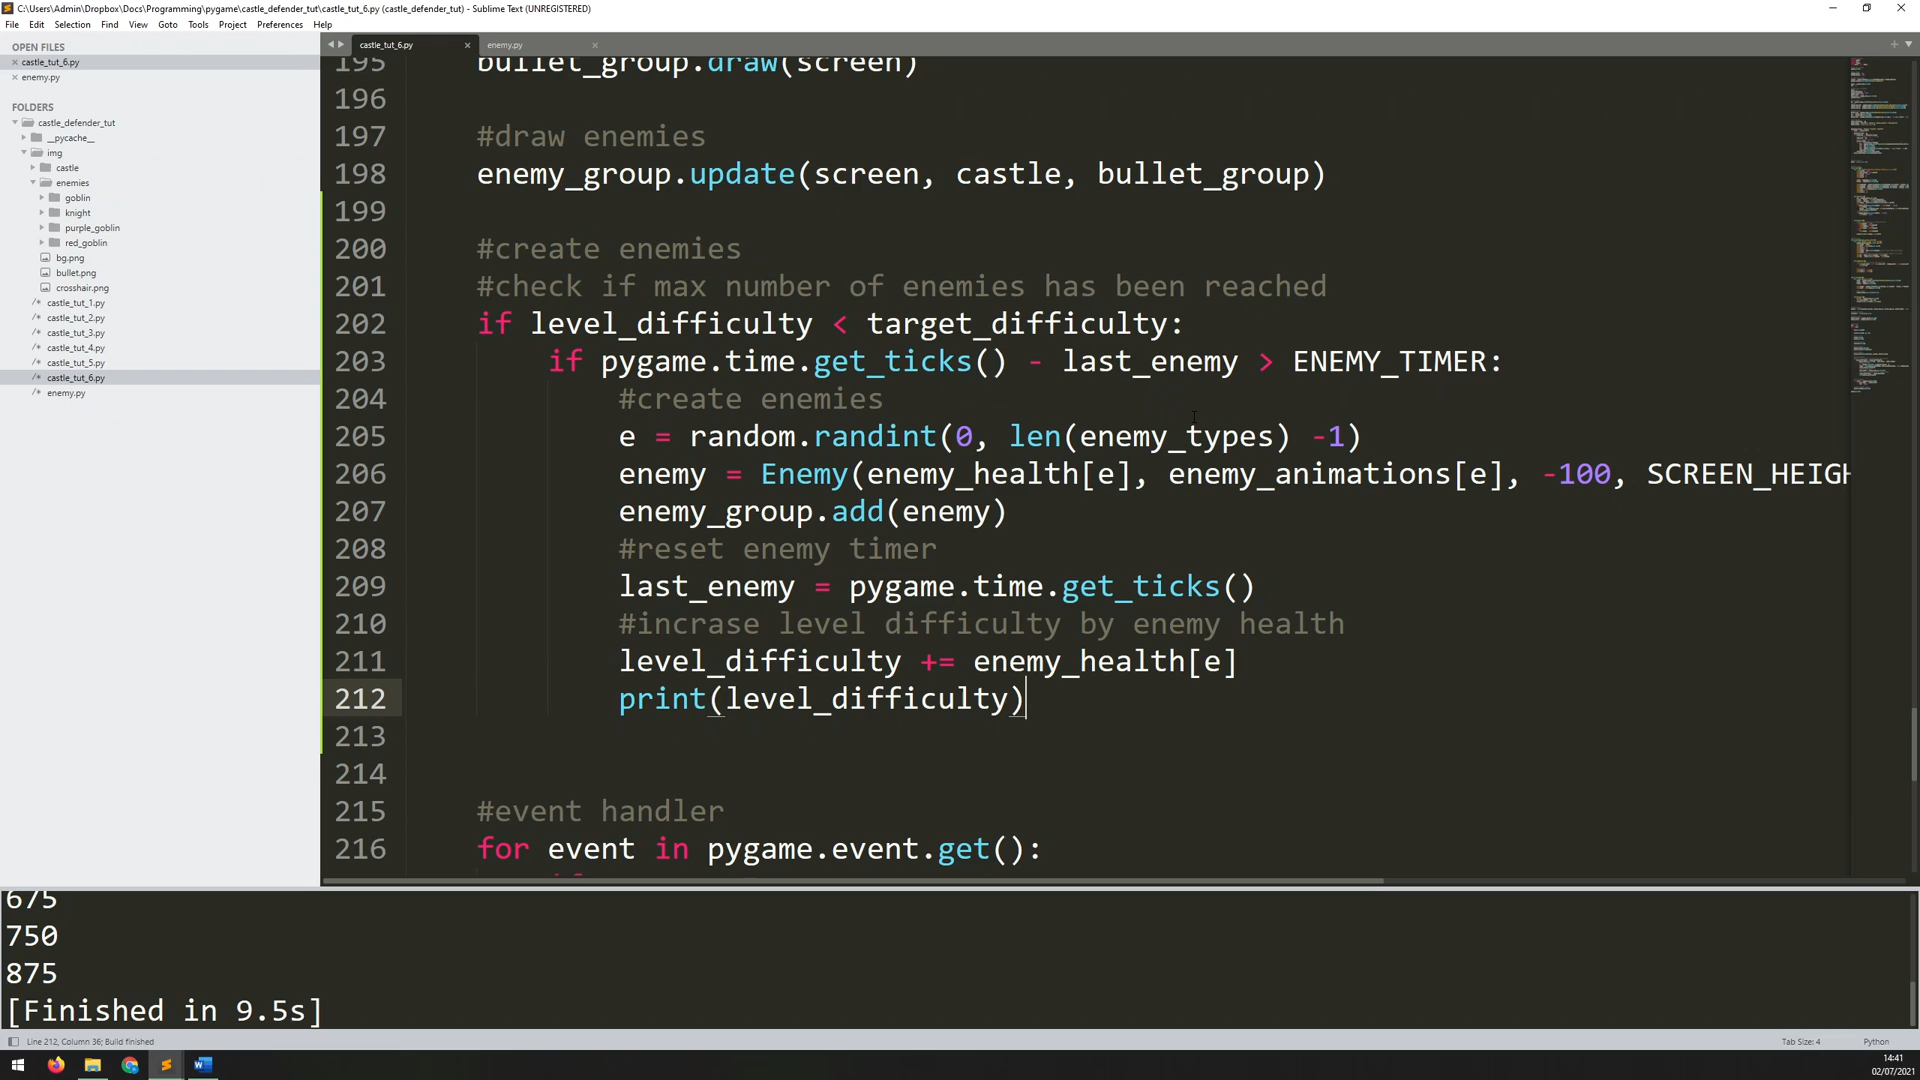 C:\Users\Admin\Dropbox\Docs\Programming\pygame\castle_defender_tut\castle_tut_6.py (castle_defender_tut) - Sublime Text (UNREGISTERED)
File Edit Selection Find View Goto Tools Project Preferences Help
OPEN FILES
castle_tut_6.py
enemy.py
FOLDERS
castle_defender_tut
__pycache__
img
castle
enemies
goblin
knight
purple_goblin
red_goblin
bg.png
bullet.png
crosshair.png
castle_tut_1.py
castle_tut_2.py
castle_tut_3.py
castle_tut_4.py
castle_tut_5.py
castle_tut_6.py
enemy.py
castle_tut_6.py enemy.py
195 bullet_group.draw(screen)
196
197 #draw enemies
198 enemy_group.update(screen, castle, bullet_group)
199
200 #create enemies
201 #check if max number of enemies has been reached
202 if level_difficulty < target_difficulty:
203 if pygame.time.get_ticks() - last_enemy > ENEMY_TIMER:
204 #create enemies
205 e = random.randint(0, len(enemy_types) -1)
206 enemy = Enemy(enemy_health[e], enemy_animations[e], -100, SCREEN_HEIGH
207 enemy_group.add(enemy)
208 #reset enemy timer
209 last_enemy = pygame.time.get_ticks()
210 #incrase level difficulty by enemy health
211 level_difficulty += enemy_health[e]
212 print(level_difficulty)
213
214
215 #event handler
216 for event in pygame.event.get():
675
750
875
[Finished in 9.5s]
Line 212, Column 36; Build finished
Tab Size: 4
Python
14:41
02/07/2021